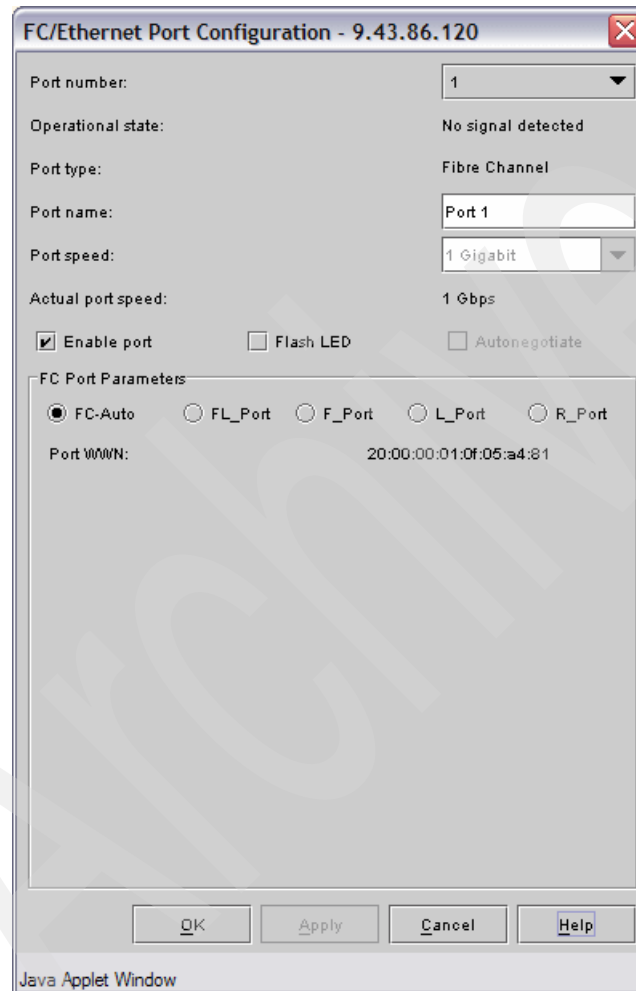 FC/Ethernet Port Configuration - 9.43.86.120
Port number: 1
Operational state: No signal detected
Port type: Fibre Channel
Port name: Port 1
Port speed: 1 Gigabit
Actual port speed: 1 Gbps
Enable port Flash LED Autonegotiate
FC Port Parameters
FC-Auto FL_Port F_Port L_Port R_Port
Port WWN: 20:00:00:01:0f:05:a4:81
OK Apply Cancel Help
Java Applet Window
Archive